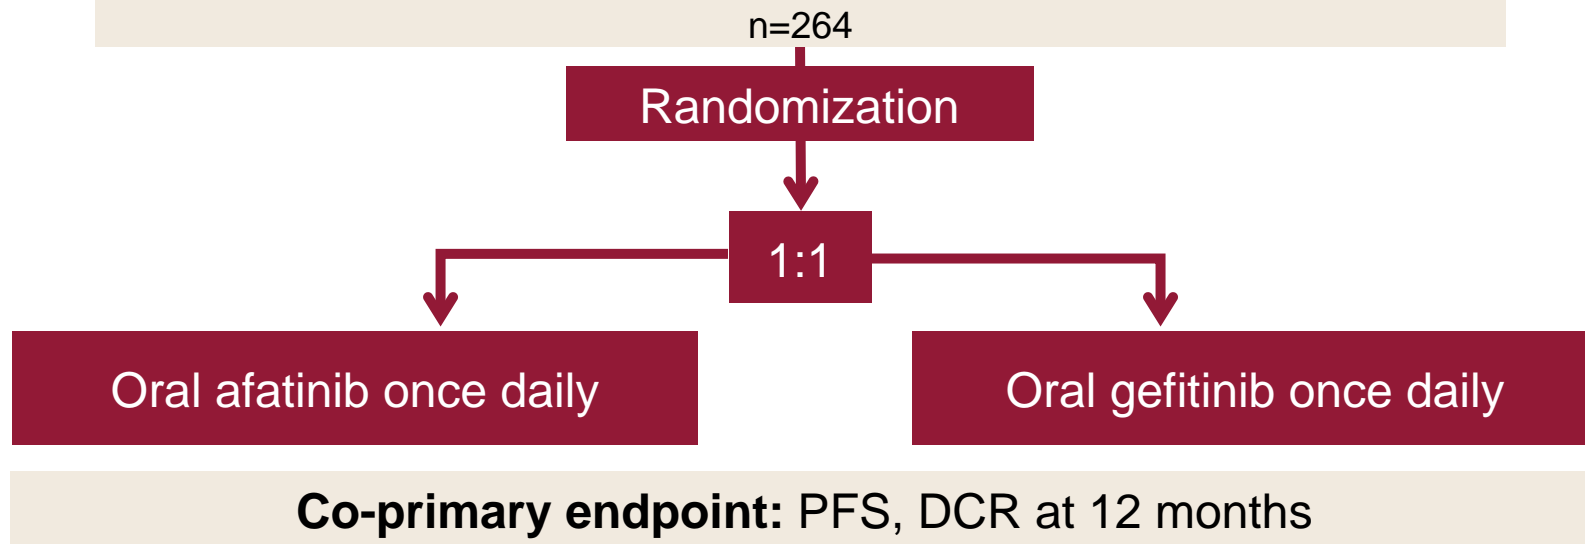 n=264
Randomization
1:1
Oral afatinib once daily
Oral gefitinib once daily
Co-primary endpoint: PFS, DCR at 12 months